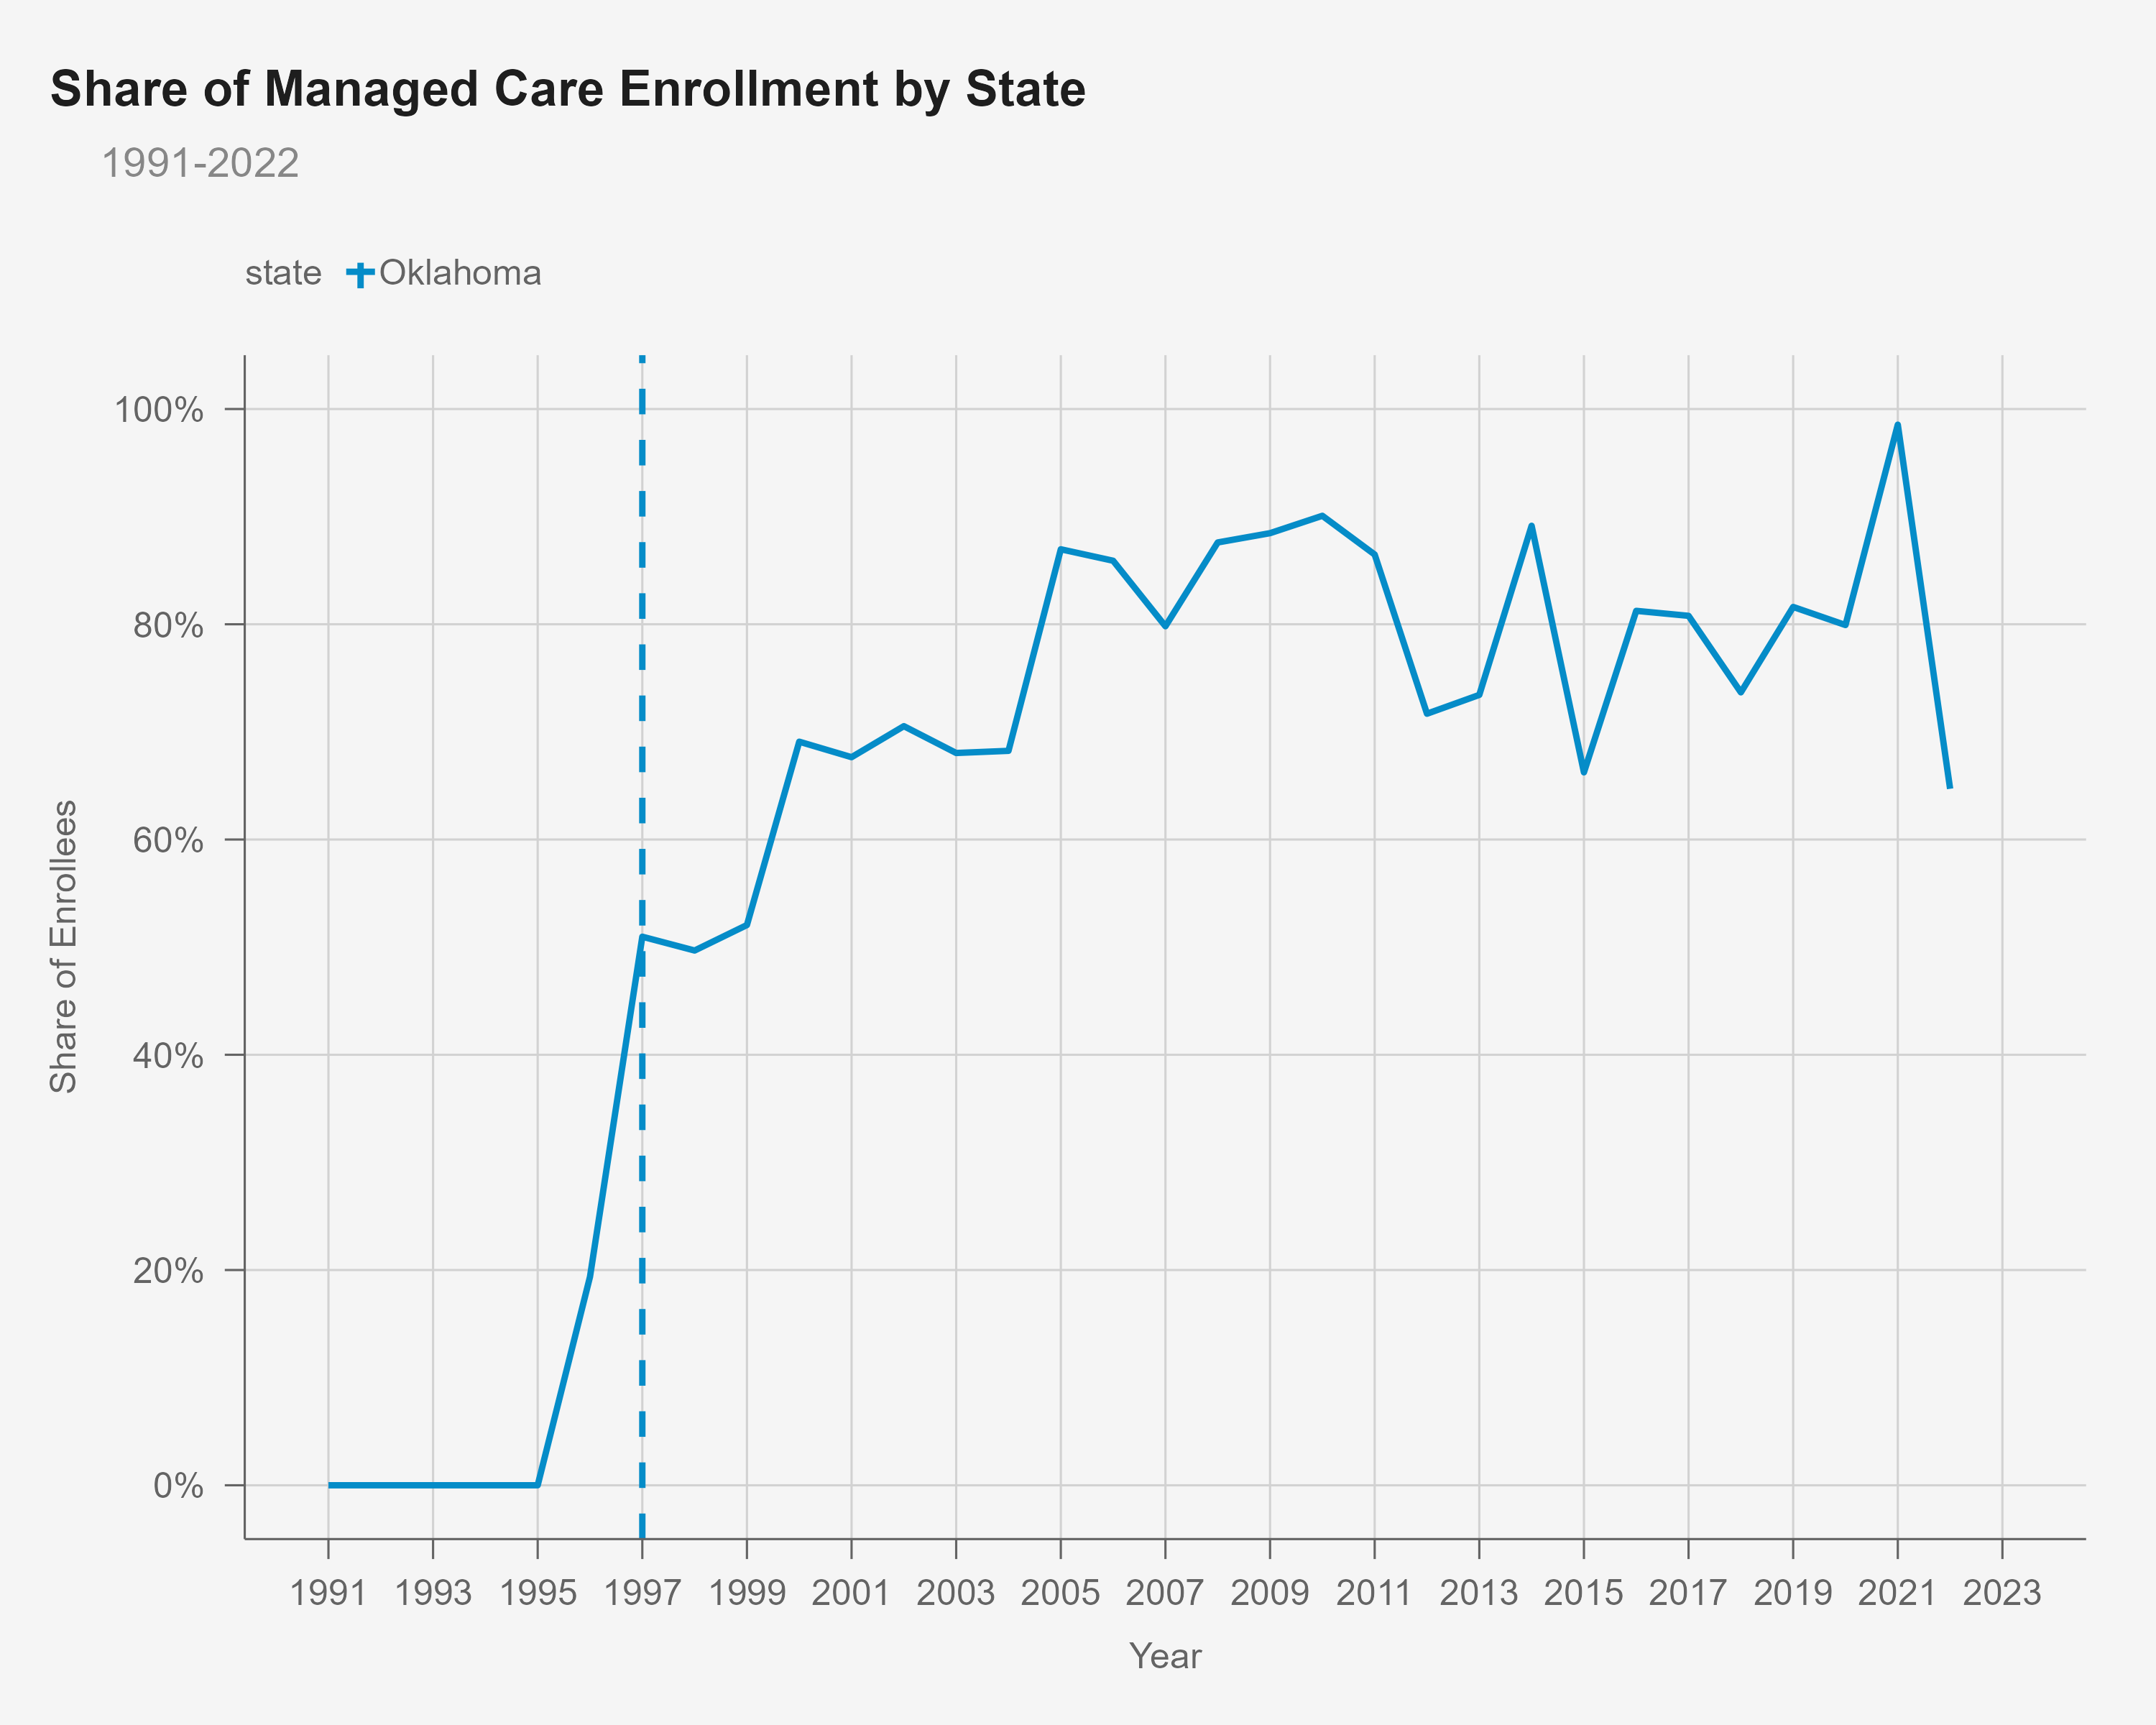 Share of Managed Care Enrollment by State
1991-2022
state Oklahoma
100%
80%
60%
40%
20%
0%
Share of Enrollees
1991 1993 1995 1997 1999 2001 2003 2005 2007 2009 2011 2013 2015 2017 2019 2021 2023
Year